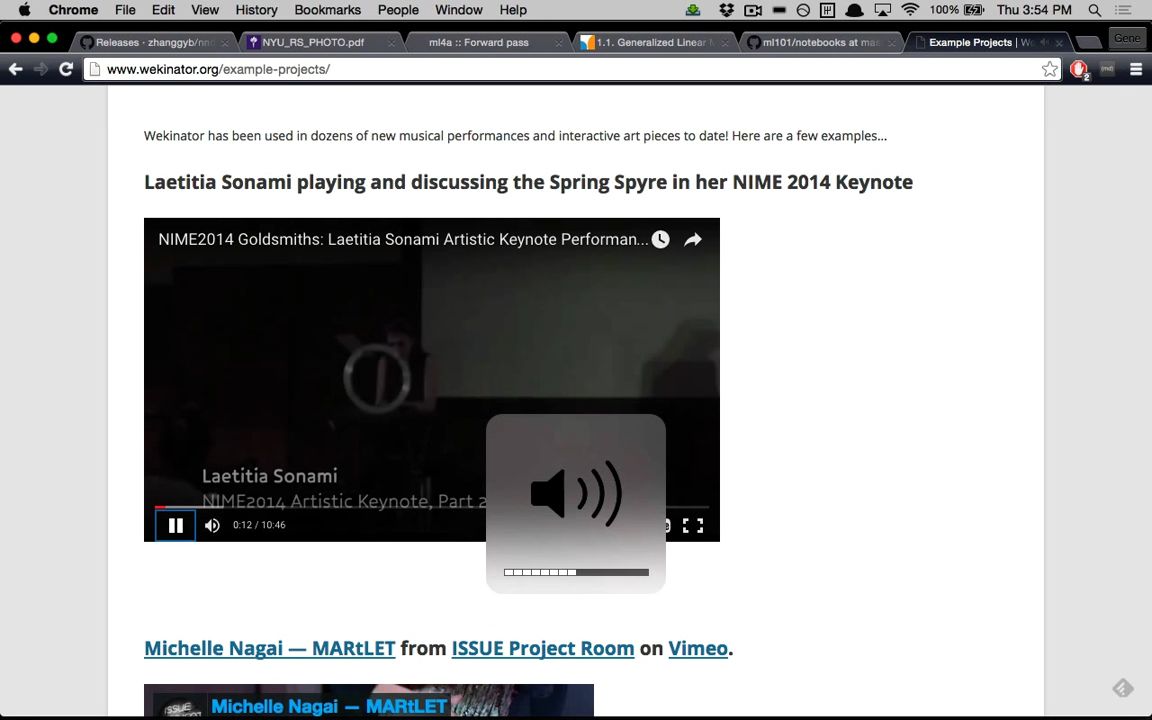 Chrome File Edit View History Bookmarks People Window Help 100% Thu 3:54 PM
Releases · zhanggyb/nn NYU_RS_PHOTO.pdf ml4a :: Forward pass 1.1. Generalized Linear M ml101/notebooks at mas Example Projects | We Gene
www.wekinator.org/example-projects/
Wekinator has been used in dozens of new musical performances and interactive art pieces to date! Here are a few examples...
Laetitia Sonami playing and discussing the Spring Spyre in her NIME 2014 Keynote
NIME2014 Goldsmiths: Laetitia Sonami Artistic Keynote Performan...
Laetitia Sonami
NIME2014 Artistic Keynote, Part 2
0:12 / 10:46
Michelle Nagai — MARtLET from ISSUE Project Room on Vimeo.
ISSUE
Michelle Nagai — MARtLET